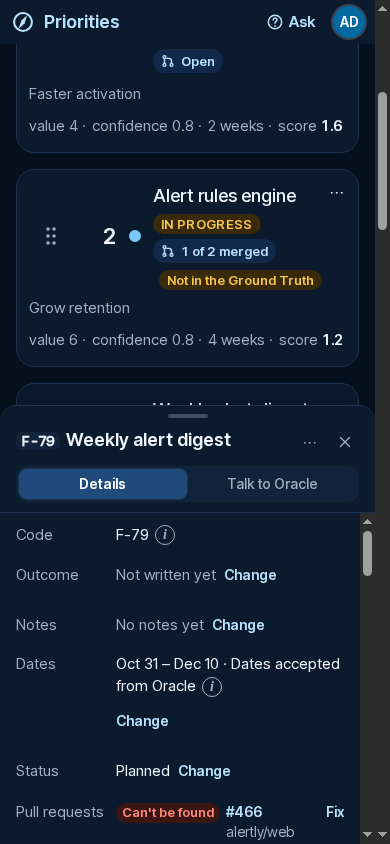 Priorities
Ask
AD
Open
Faster activation
value 4 · confidence 0.8 · 2 weeks · score 1.6
Alert rules engine
...
2
IN PROGRESS
1 of 2 merged
Not in the Ground Truth
Grow retention
value 6 · confidence 0.8 · 4 weeks · score 1.2
F-79 Weekly alert digest
...
Details
Talk to Oracle
Code
F-79
Outcome
Not written yet Change
Notes
No notes yet Change
Dates
Oct 31 – Dec 10 · Dates accepted
from Oracle
Change
Status
Planned Change
Pull requests
Can't be found #466 Fix
alertly/web